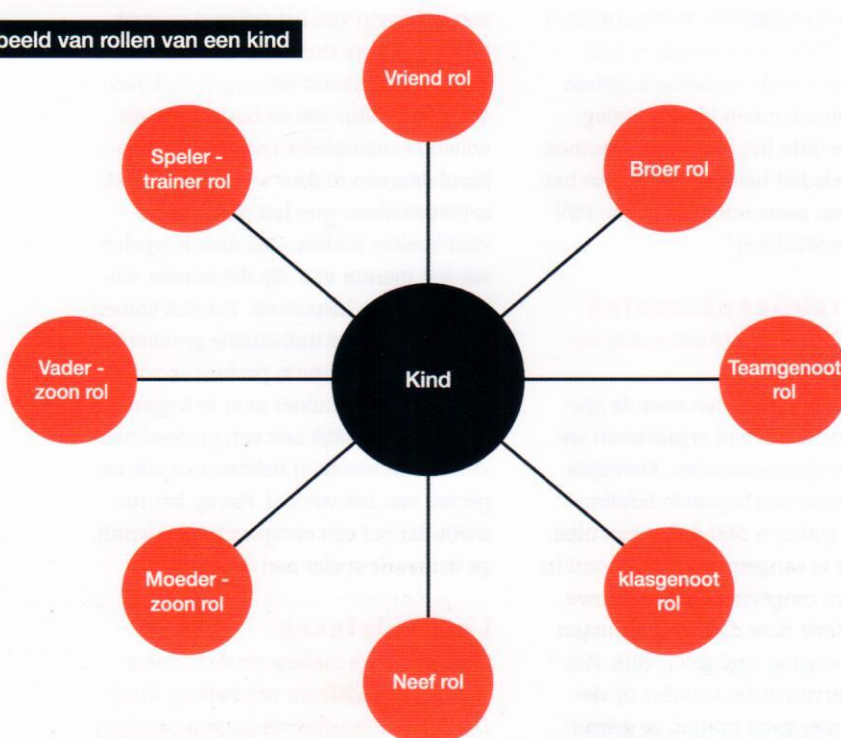 beeld van rollen van een kind
Vriend rol
Speler -
trainer rol
Broer rol
Vader -
zoon rol
Kind
Teamgenoot
rol
Moeder -
zoon rol
klasgenoot
rol
Neef rol